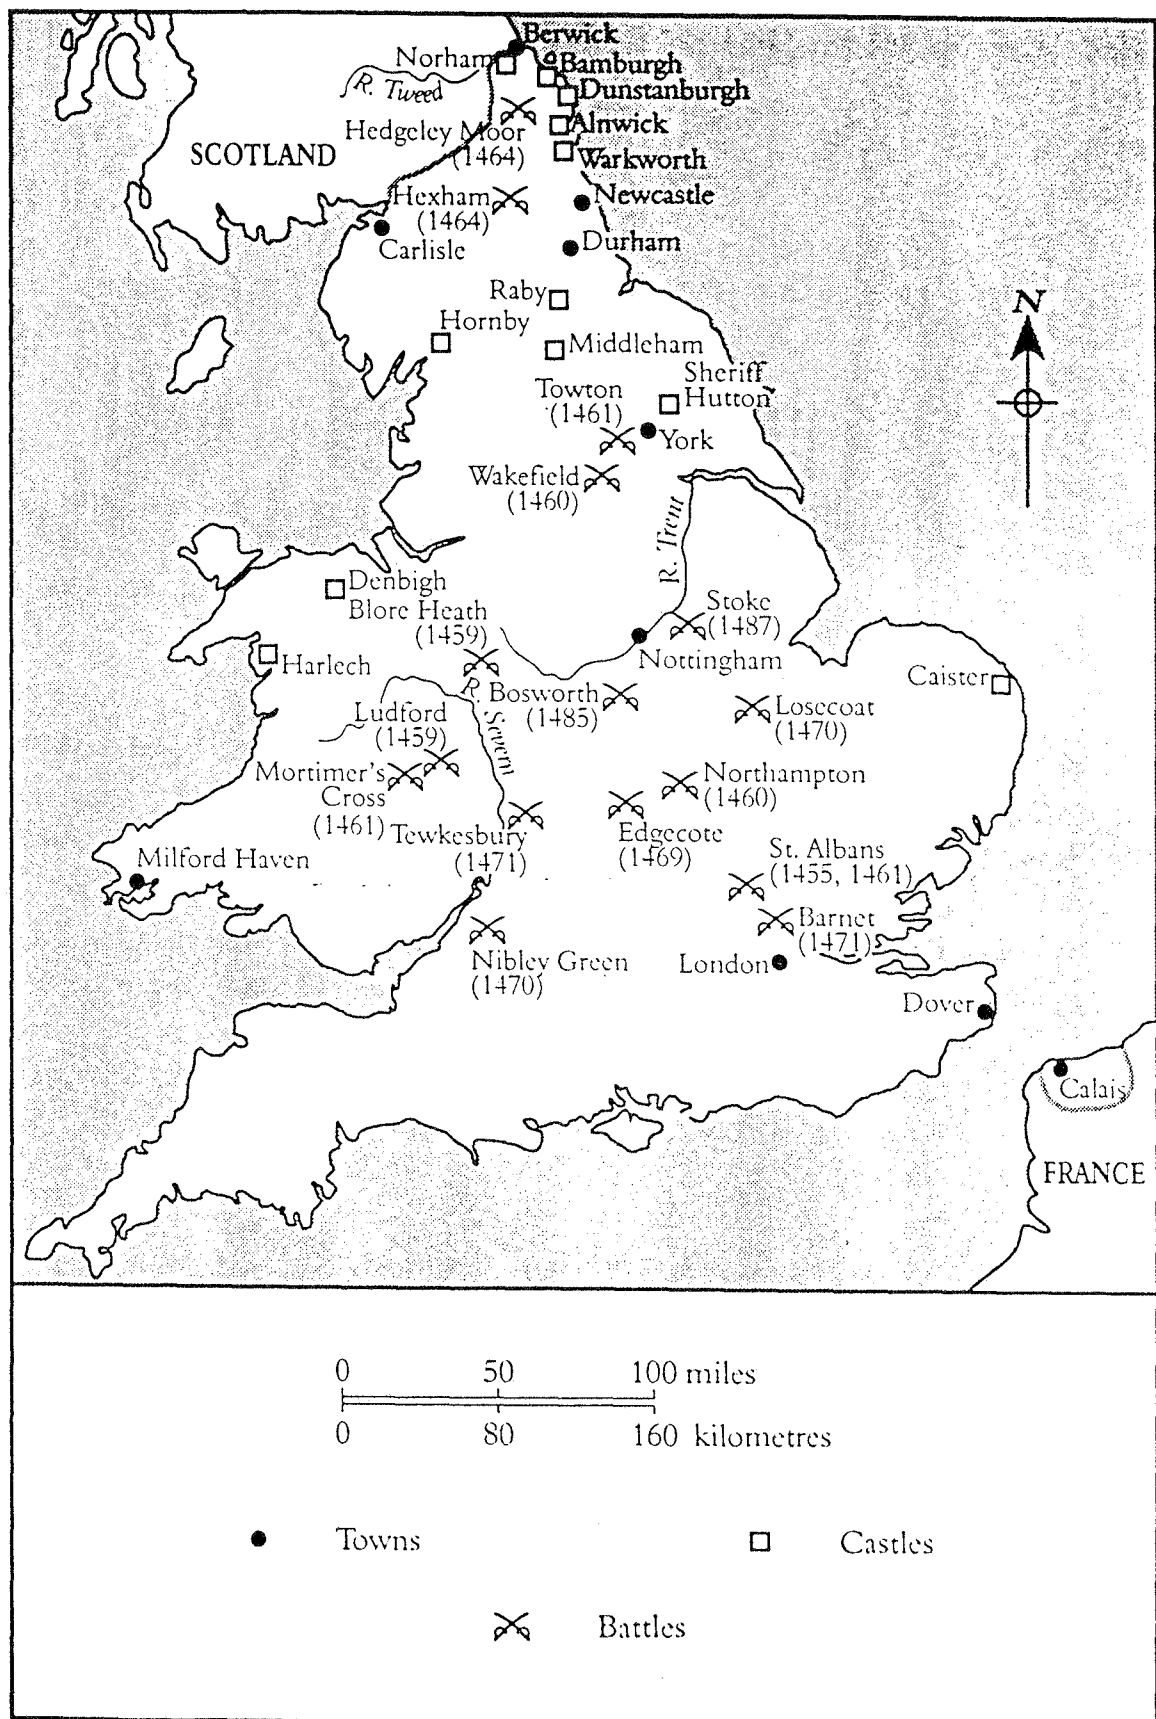 Berwick
Norham
Bamburgh
R. Tweed
Dunstanburgh
Hedgeley Moor
(1464)
Alnwick
SCOTLAND
Warkworth
Hexham
(1464)
Newcastle
Carlisle
Durham
Raby
Hornby
Middleham
N
Sheriff
Hutton
Towton
(1461)
York
Wakefield
(1460)
R. Trent
Denbigh
Blore Heath
(1459)
Stoke
(1487)
Nottingham
Harlech
Caister
R. Severn
Bosworth
(1485)
Losecoat
(1470)
Ludford
(1459)
Mortimer's
Cross
(1461)
Northampton
(1460)
Tewkesbury
(1471)
Edgecote
(1469)
St. Albans
(1455, 1461)
Milford Haven
Barnet
(1471)
Nibley Green
(1470)
London
Dover
Calais
FRANCE
0 50 100 miles
0 80 160 kilometres
Towns
Castles
Battles